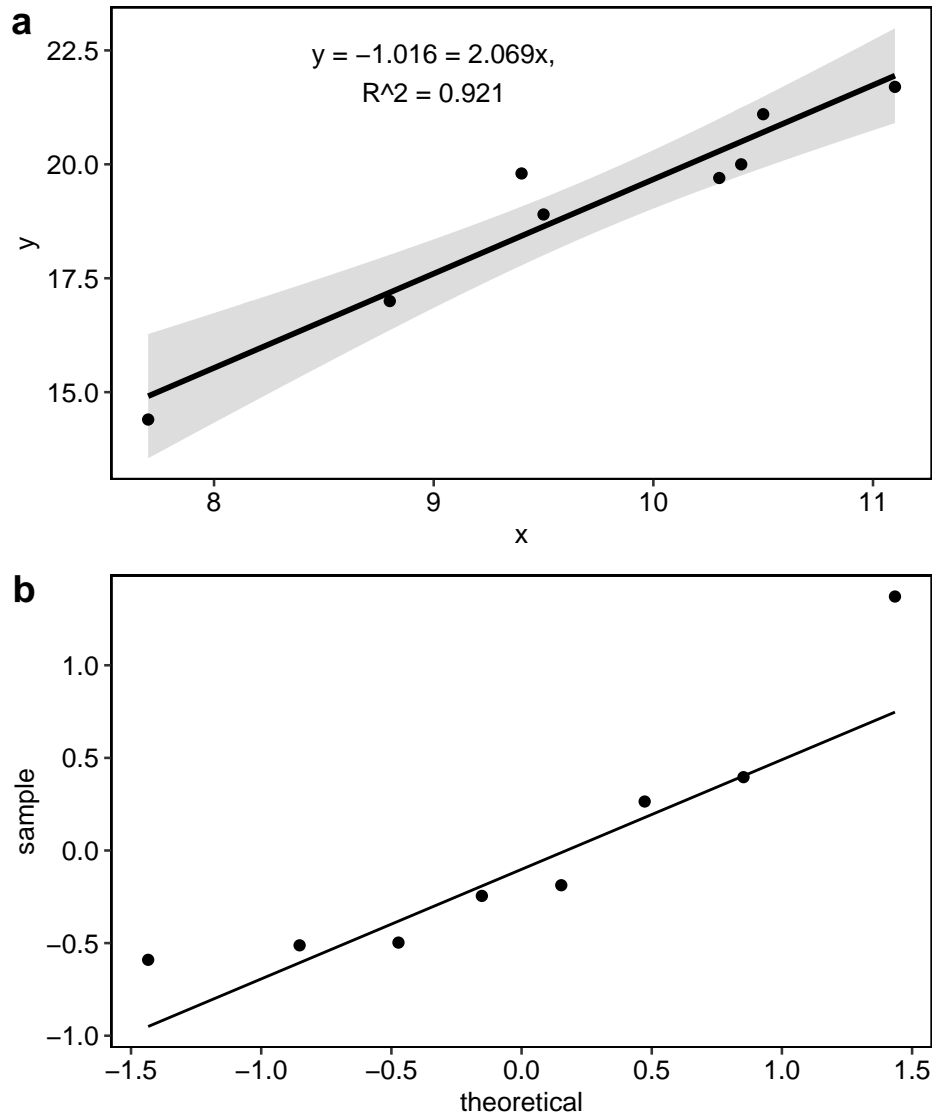 a
y = −1.016 = 2.069x,
R^2 = 0.921
22.5
20.0
17.5
15.0
y
8 9 10 11
x
b
1.0
0.5
0.0
−0.5
−1.0
sample
−1.5 −1.0 −0.5 0.0 0.5 1.0 1.5
theoretical